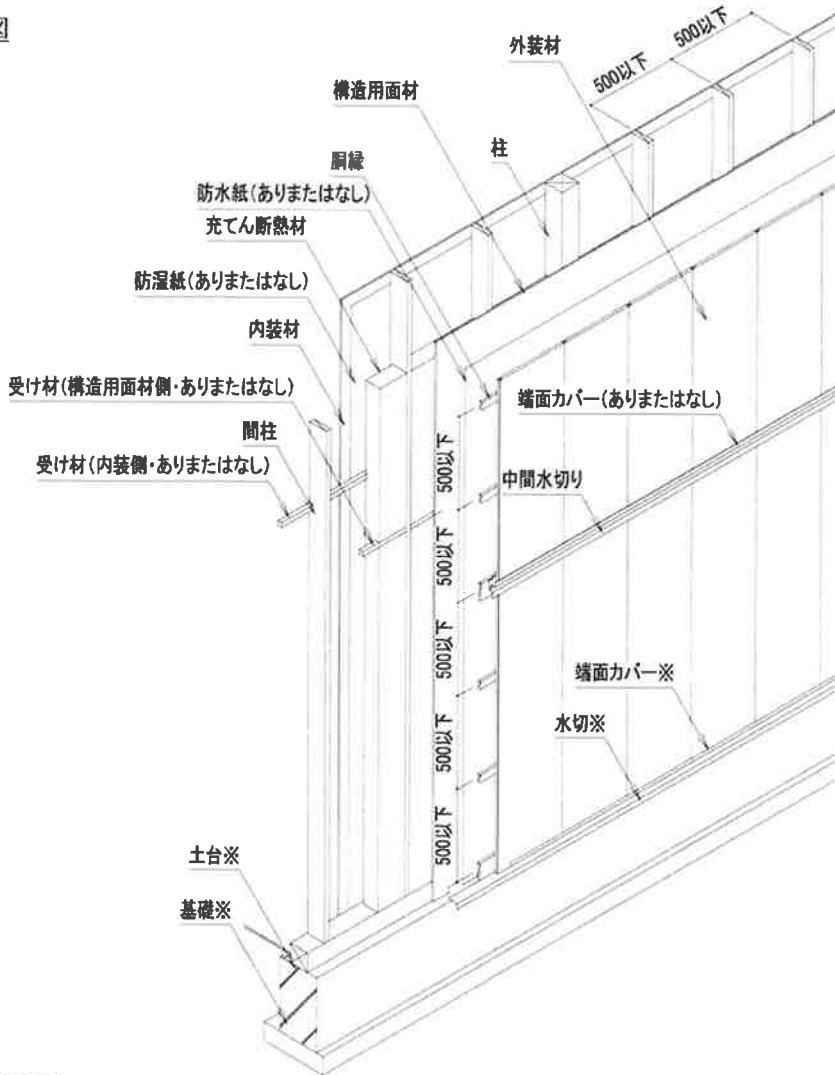 図
500以下
500以下
外装材
構造用面材
柱
胴縁
防水紙(ありまたはなし)
充てん断熱材
防湿紙(ありまたはなし)
内装材
受け材(構造用面材側・ありまたはなし)
間柱
受け材(内装側・ありまたはなし)
端面カバー(ありまたはなし)
中間水切り
500以下
500以下
500以下
500以下
500以下
端面カバー※
水切※
土台※
基礎※